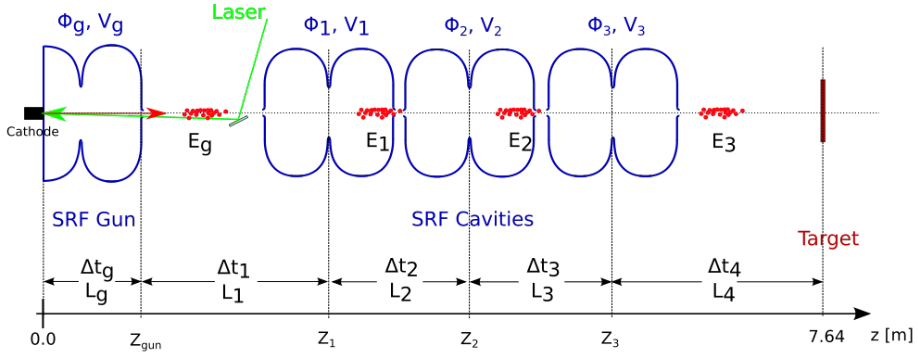 Laser
Φg, Vg
Φ1, V1
Φ2, V2
Φ3, V3
Cathode
Eg
E1
E2
E3
SRF Gun
SRF Cavities
Target
Δtg
Δt1
Δt2
Δt3
Δt4
Lg
L1
L2
L3
L4
0.0
Zgun
Z1
Z2
Z3
7.64
z [m]